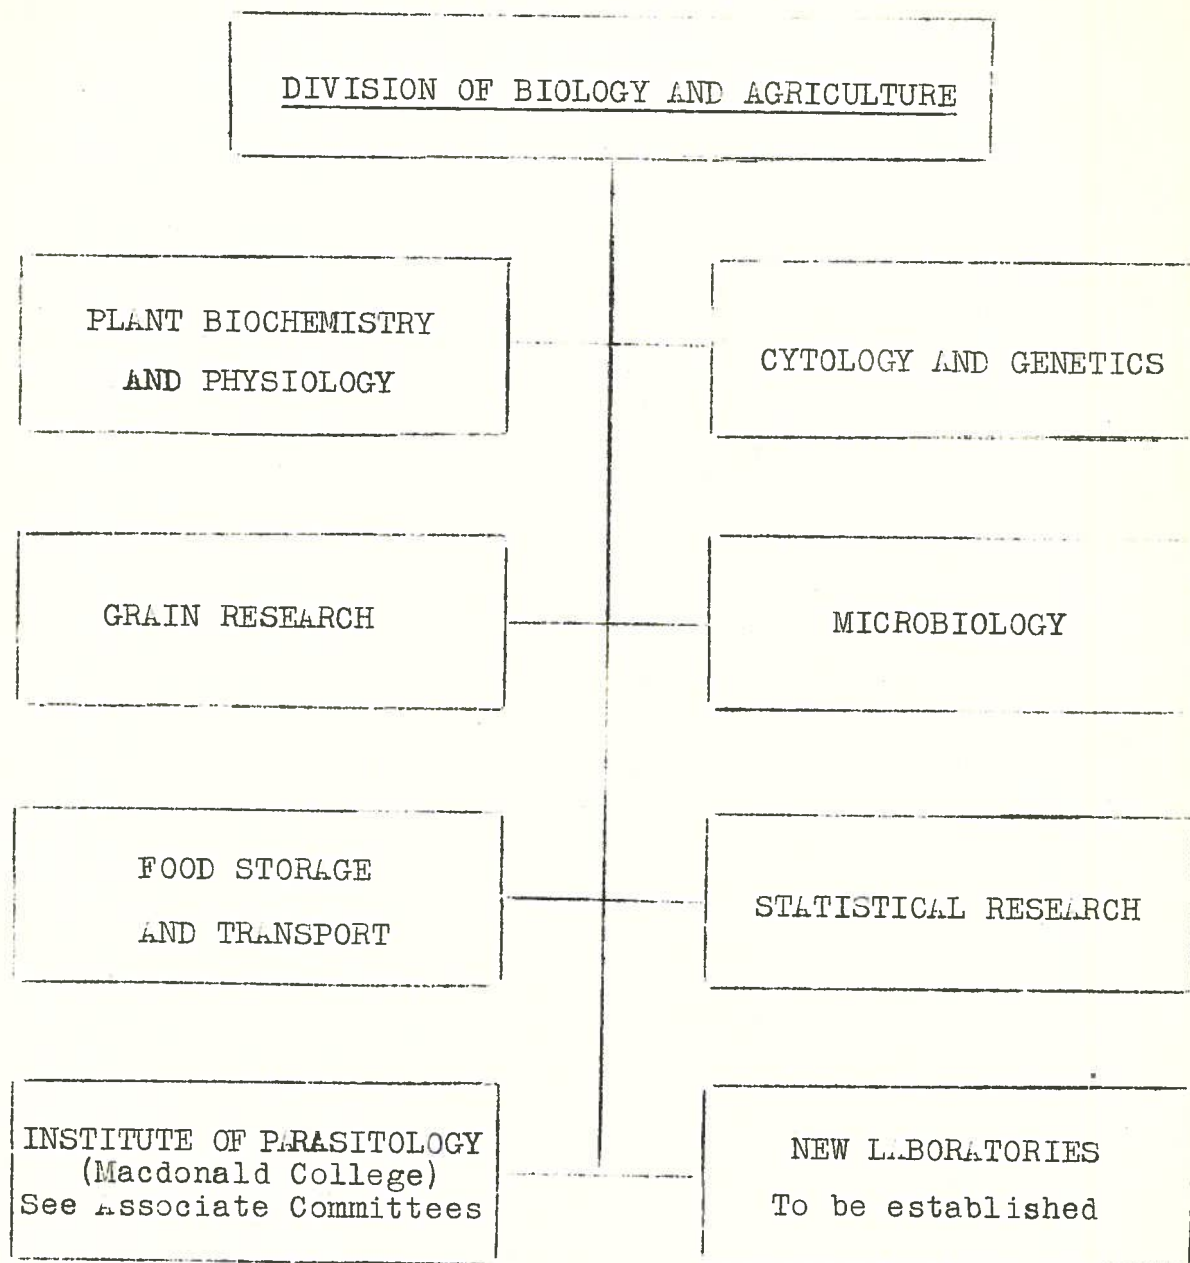 DIVISION OF BIOLOGY AND AGRICULTURE
PLANT BIOCHEMISTRY
AND PHYSIOLOGY
CYTOLOGY AND GENETICS
GRAIN RESEARCH
MICROBIOLOGY
FOOD STORAGE
AND TRANSPORT
STATISTICAL RESEARCH
INSTITUTE OF PARASITOLOGY
(Macdonald College)
See Associate Committees
NEW LABORATORIES
To be established